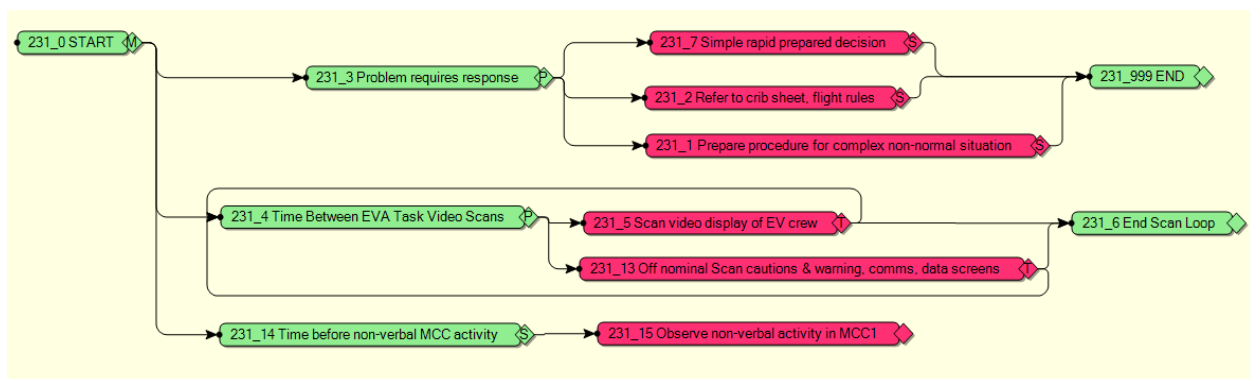 231_0 START M
231_3 Problem requires response P
231_7 Simple rapid prepared decision S
231_2 Refer to crib sheet, flight rules S
231_1 Prepare procedure for complex non-normal situation S
231_999 END
231_4 Time Between EVA Task Video Scans P
231_5 Scan video display of EV crew T
231_13 Off nominal Scan cautions & warning, comms, data screens T
231_6 End Scan Loop
231_14 Time before non-verbal MCC activity S
231_15 Observe non-verbal activity in MCC1